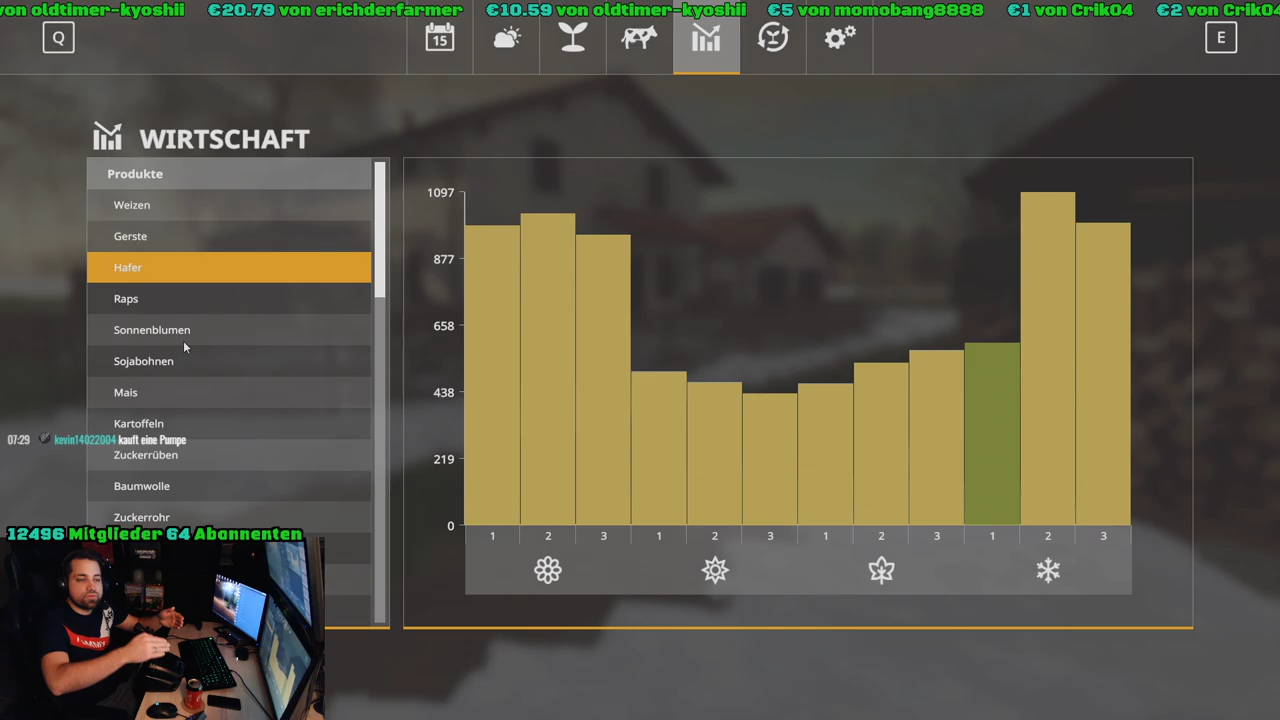 von oldtimer-kyoshii €20.79 von erichderfarmer €10.59 von oldtimer-kyoshii €5 von momobang8888 €1 von Crik04 €2 von Crik04
Q
15
E
WIRTSCHAFT
Produkte
Weizen
Gerste
Hafer
Raps
Sonnenblumen
Sojabohnen
Mais
Kartoffeln
07:29 kevin14022004 kauft eine Pumpe
Zuckerrüben
Baumwolle
Zuckerrohr
12496 Mitglieder 64 Abonnenten
1097
877
658
438
219
0
1 2 3 1 2 3 1 2 3 1 2 3